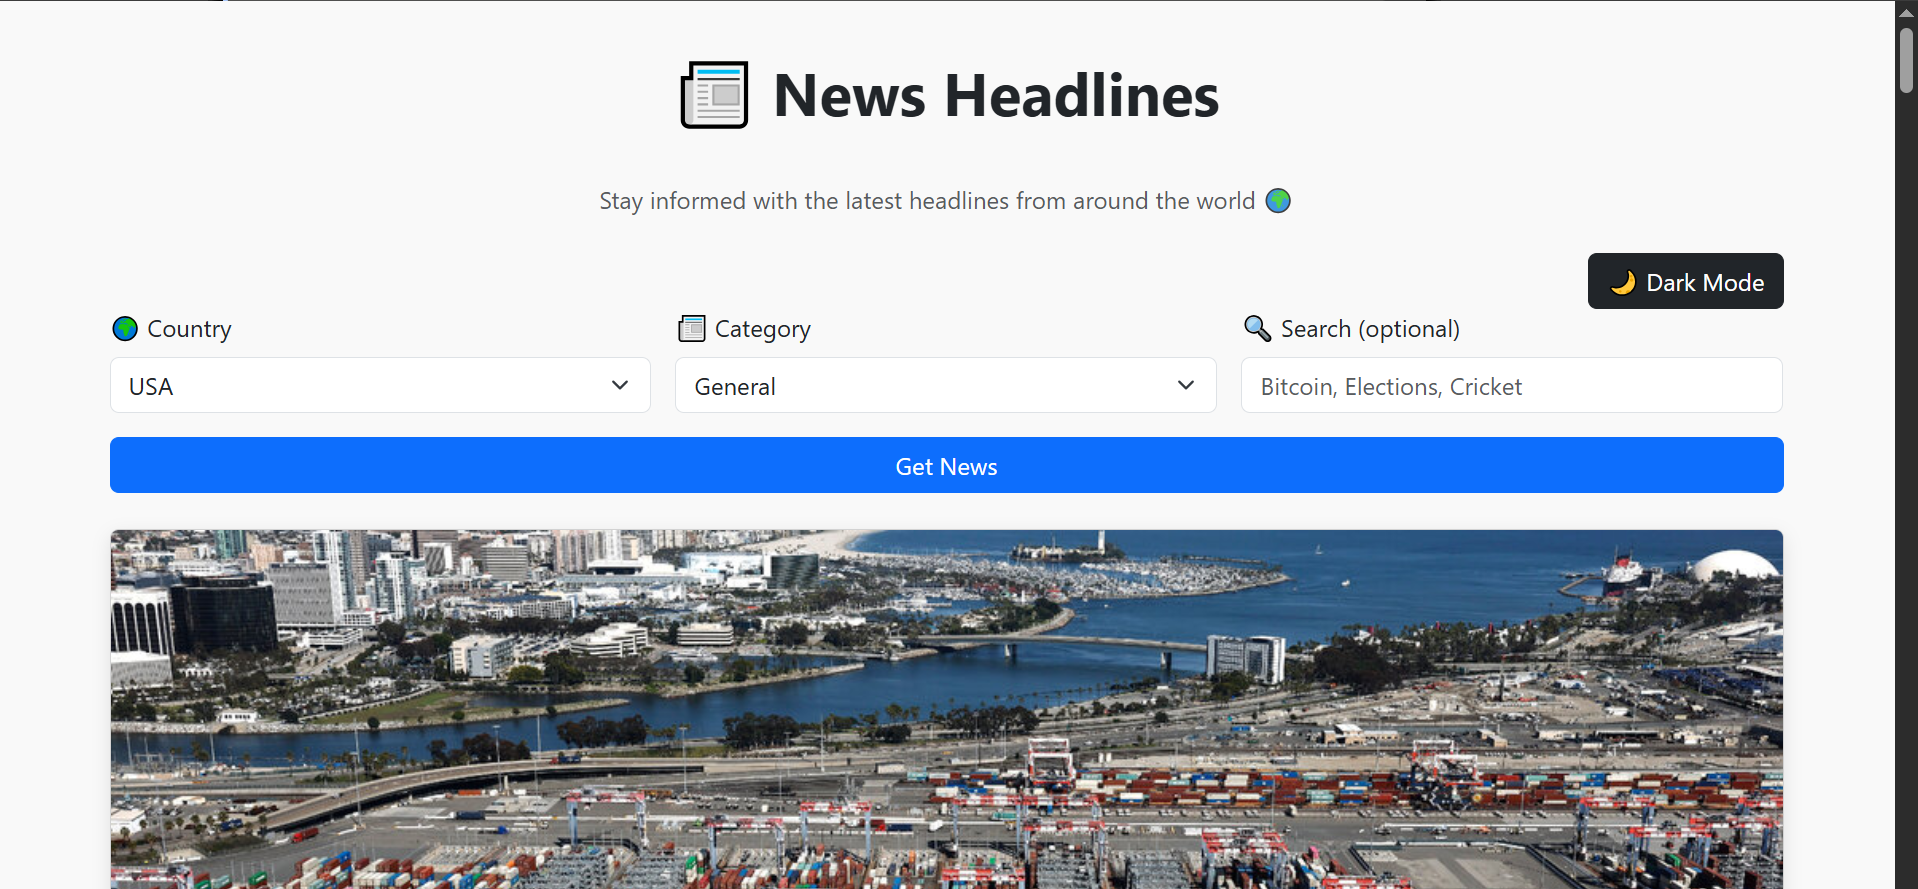 News Headlines
Stay informed with the latest headlines from around the world
Dark Mode
Country
Category
Search (optional)
USA
General
Bitcoin, Elections, Cricket
Get News